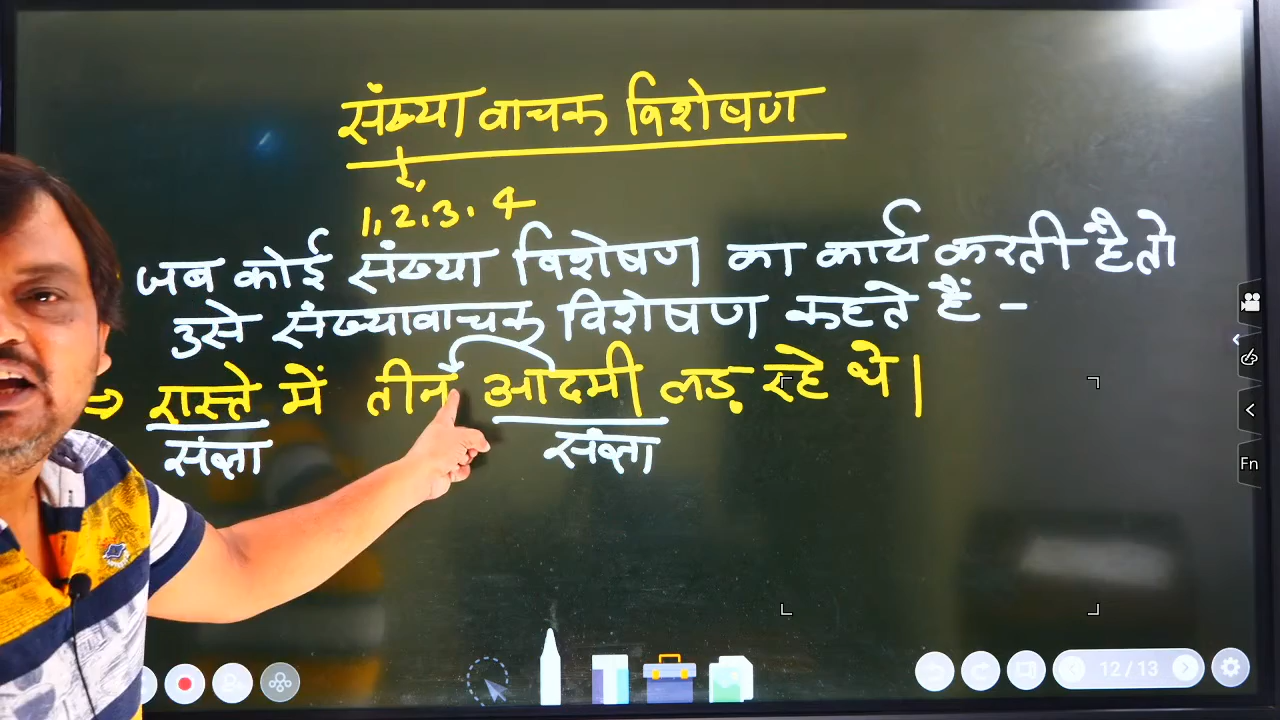 संख्यावाचक विशेषण
1, 2, 3, 4
जब कोई संख्या विशेषण का कार्य करती है तो
उसे संख्यावाचक विशेषण कहते हैं -
⇒ रास्ते में तीन आदमी लड़ रहे थे|
संज्ञा संज्ञा
Fn
12/13